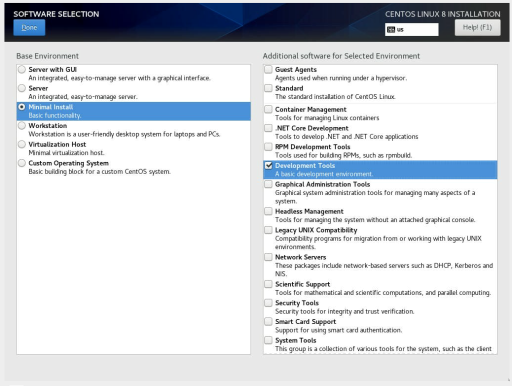 SOFTWARE SELECTION
CENTOS LINUX 8 INSTALLATION
Done
us
Help! (F1)
Base Environment
Server with GUI
An integrated, easy-to-manage server with a graphical interface.
Server
An integrated, easy-to-manage server.
Minimal Install
Basic functionality.
Workstation
Workstation is a user-friendly desktop system for laptops and PCs.
Virtualization Host
Minimal virtualization host.
Custom Operating System
Basic building block for a custom CentOS system.
Additional software for Selected Environment
Guest Agents
Agents used when running under a hypervisor.
Standard
The standard installation of CentOS Linux.
Container Management
Tools for managing Linux containers
.NET Core Development
Tools to develop .NET and .NET Core applications
RPM Development Tools
Tools used for building RPMs, such as rpmbuild.
Development Tools
A basic development environment.
Graphical Administration Tools
Graphical system administration tools for managing many aspects of a
system.
Headless Management
Tools for managing the system without an attached graphical console.
Legacy UNIX Compatibility
Compatibility programs for migration from or working with legacy UNIX
environments.
Network Servers
These packages include network-based servers such as DHCP, Kerberos and
NIS.
Scientific Support
Tools for mathematical and scientific computations, and parallel computing.
Security Tools
Security tools for integrity and trust verification.
Smart Card Support
Support for using smart card authentication.
System Tools
This group is a collection of various tools for the system, such as the client